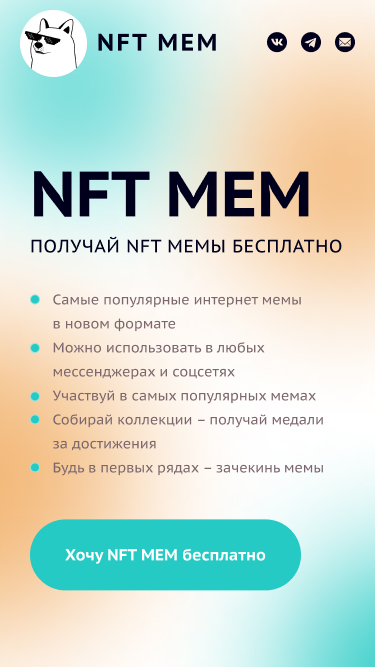 NFT MEM
NFT MEM
ПОЛУЧАЙ NFT МЕМЫ БЕСПЛАТНО
Самые популярные интернет мемы
в новом формате
Можно использовать в любых
мессенджерах и соцсетях
Участвуй в самых популярных мемах
Собирай коллекции – получай медали
за достижения
Будь в первых рядах – зачекинь мемы
Хочу NFT MEM бесплатно